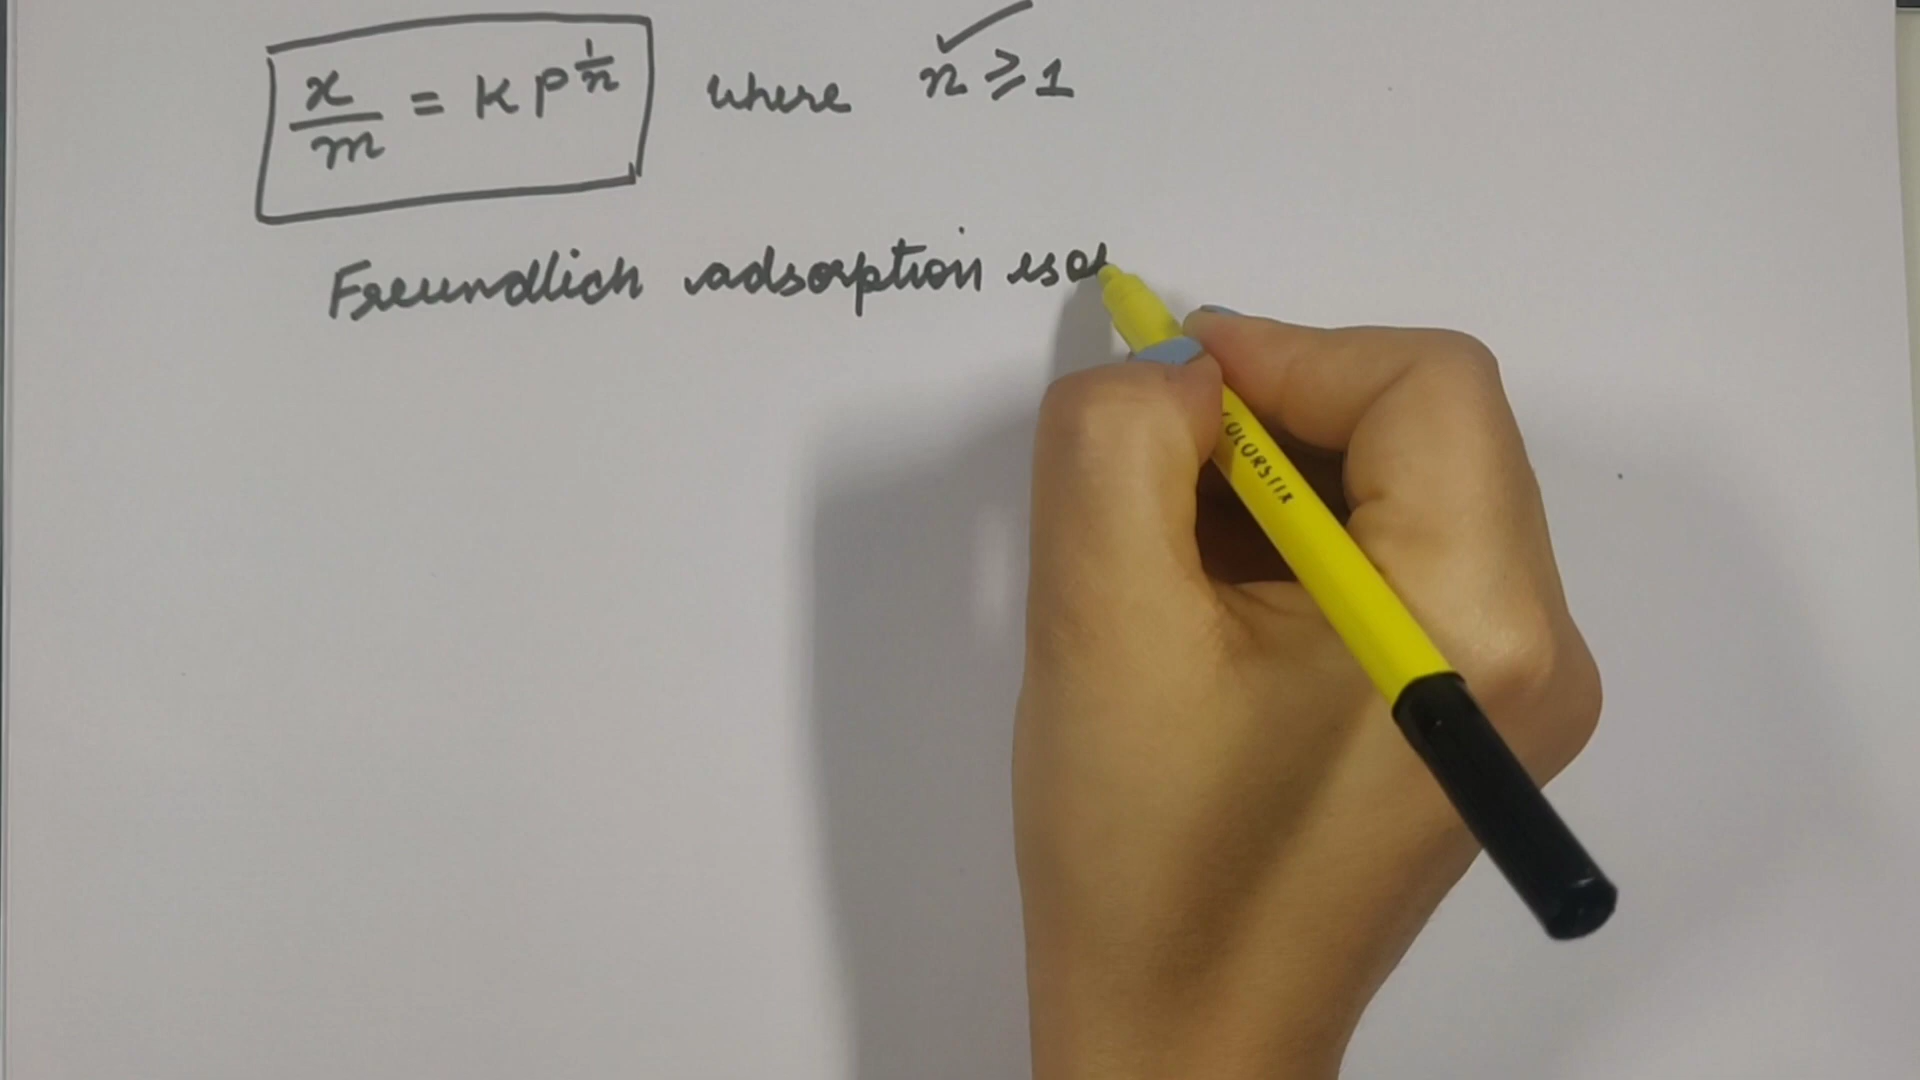 x/m = K P^(1/n) where n ⩾ 1
Freundlich adsorption
COLORSTIX